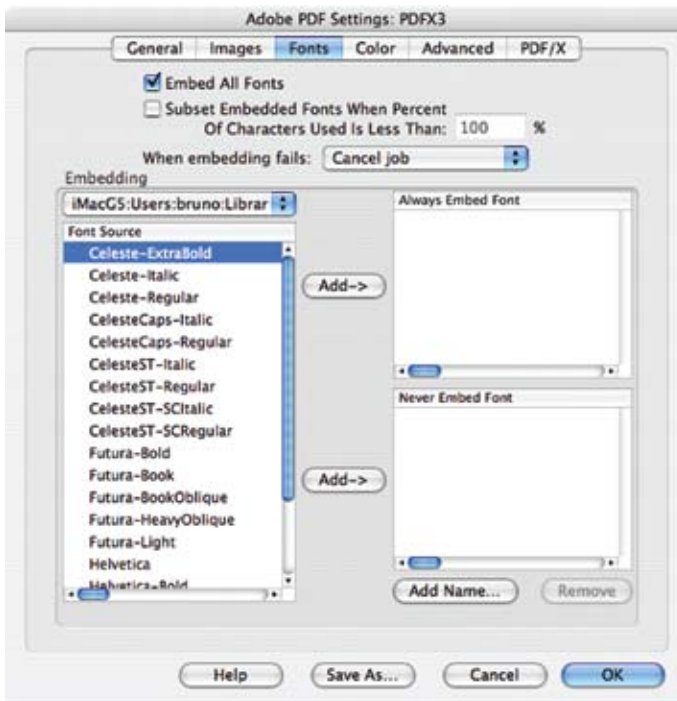 Adobe PDF Settings: PDFX3
General Images Fonts Color Advanced PDF/X
Embed All Fonts
Subset Embedded Fonts When Percent
Of Characters Used Is Less Than: 100 %
When embedding fails: Cancel job
Embedding
iMacG5:Users:bruno:Librar
Font Source
Celeste-ExtraBold
Celeste-Italic
Celeste-Regular
CelesteCaps-Italic
CelesteCaps-Regular
CelesteST-Italic
CelesteST-Regular
CelesteST-SCItalic
CelesteST-SCRegular
Futura-Bold
Futura-Book
Futura-BookOblique
Futura-HeavyOblique
Futura-Light
Helvetica
Helvetica-Bold
Add->
Add->
Always Embed Font
Never Embed Font
Add Name... Remove
Help Save As... Cancel OK